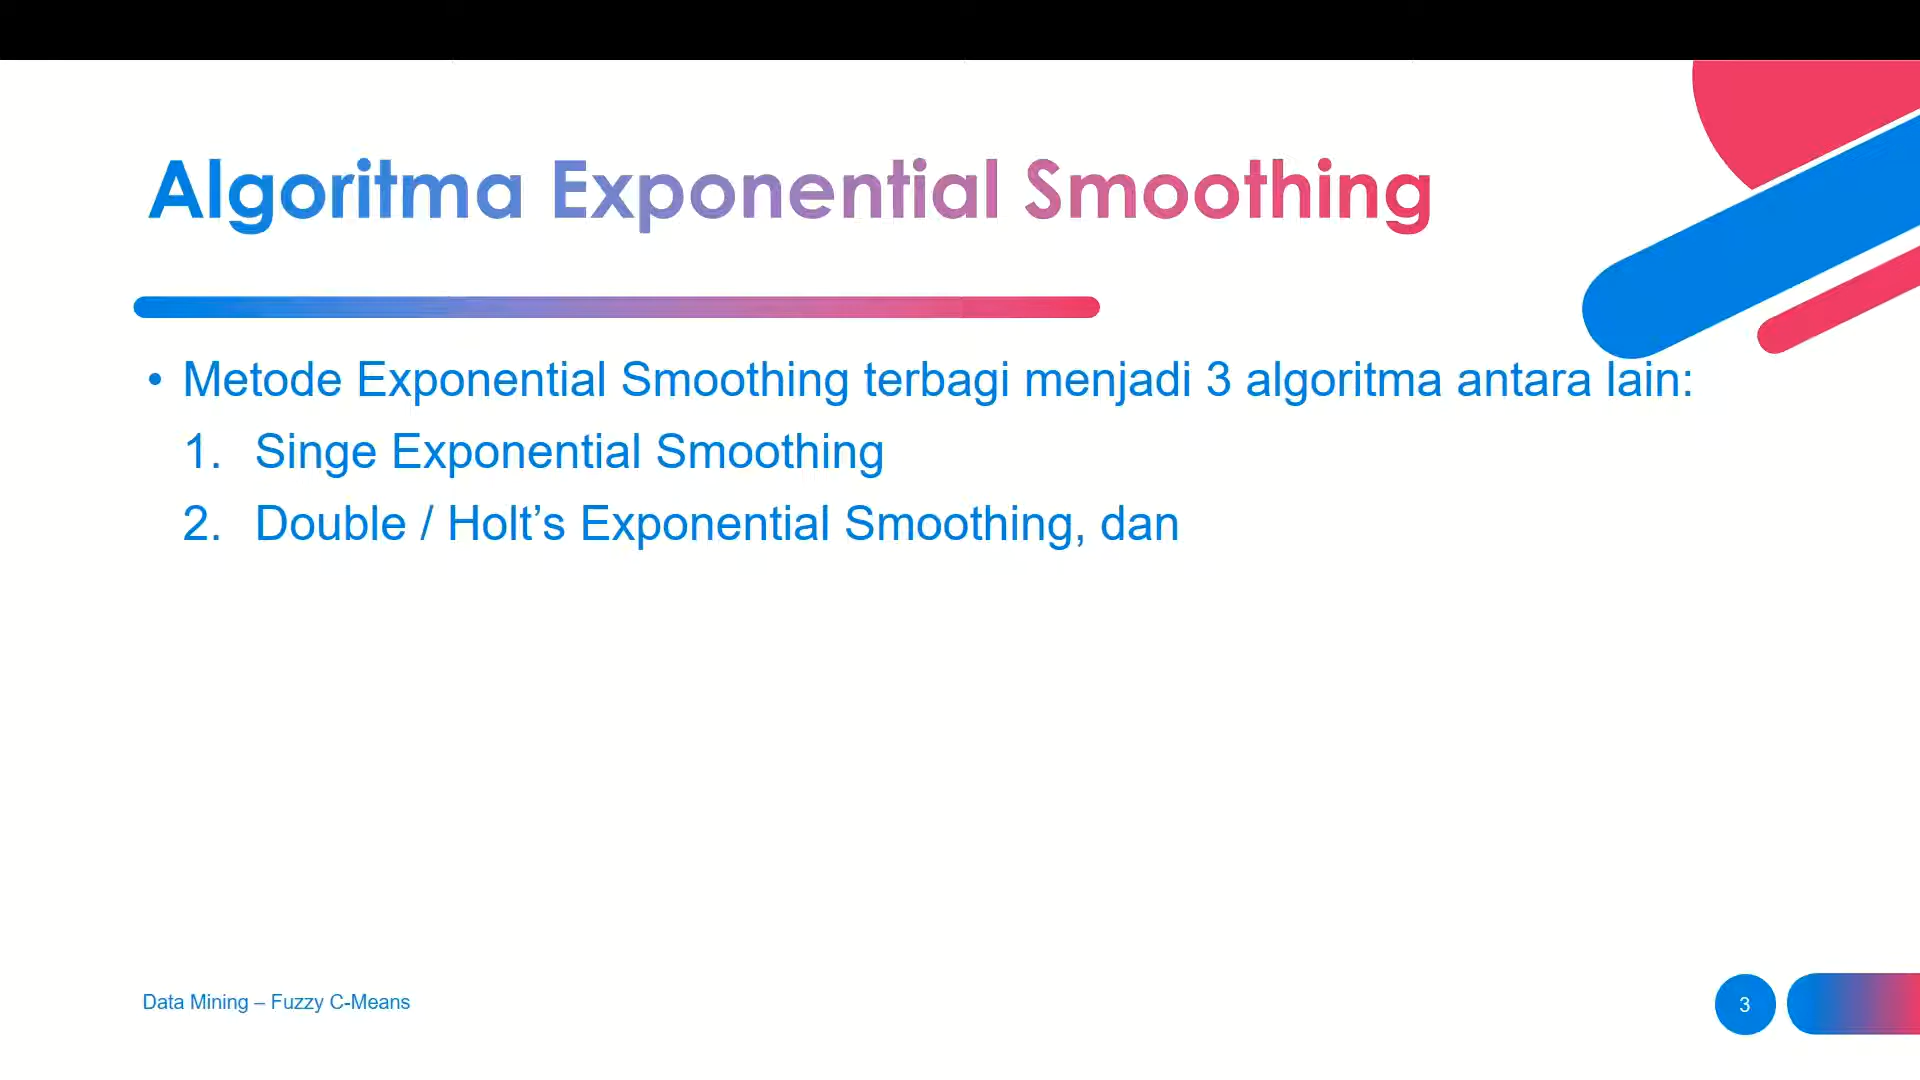 Algoritma Exponential Smoothing
• Metode Exponential Smoothing terbagi menjadi 3 algoritma antara lain:
1. Singe Exponential Smoothing
2. Double / Holt’s Exponential Smoothing, dan
Data Mining – Fuzzy C-Means
3